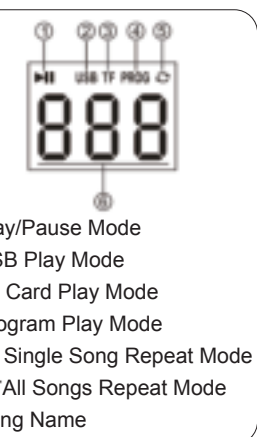 ① ② ③ ④ ⑤
USB TF PROG
888
⑥
ay/Pause Mode
SB Play Mode
Card Play Mode
ogram Play Mode
Single Song Repeat Mode
All Songs Repeat Mode
ng Name